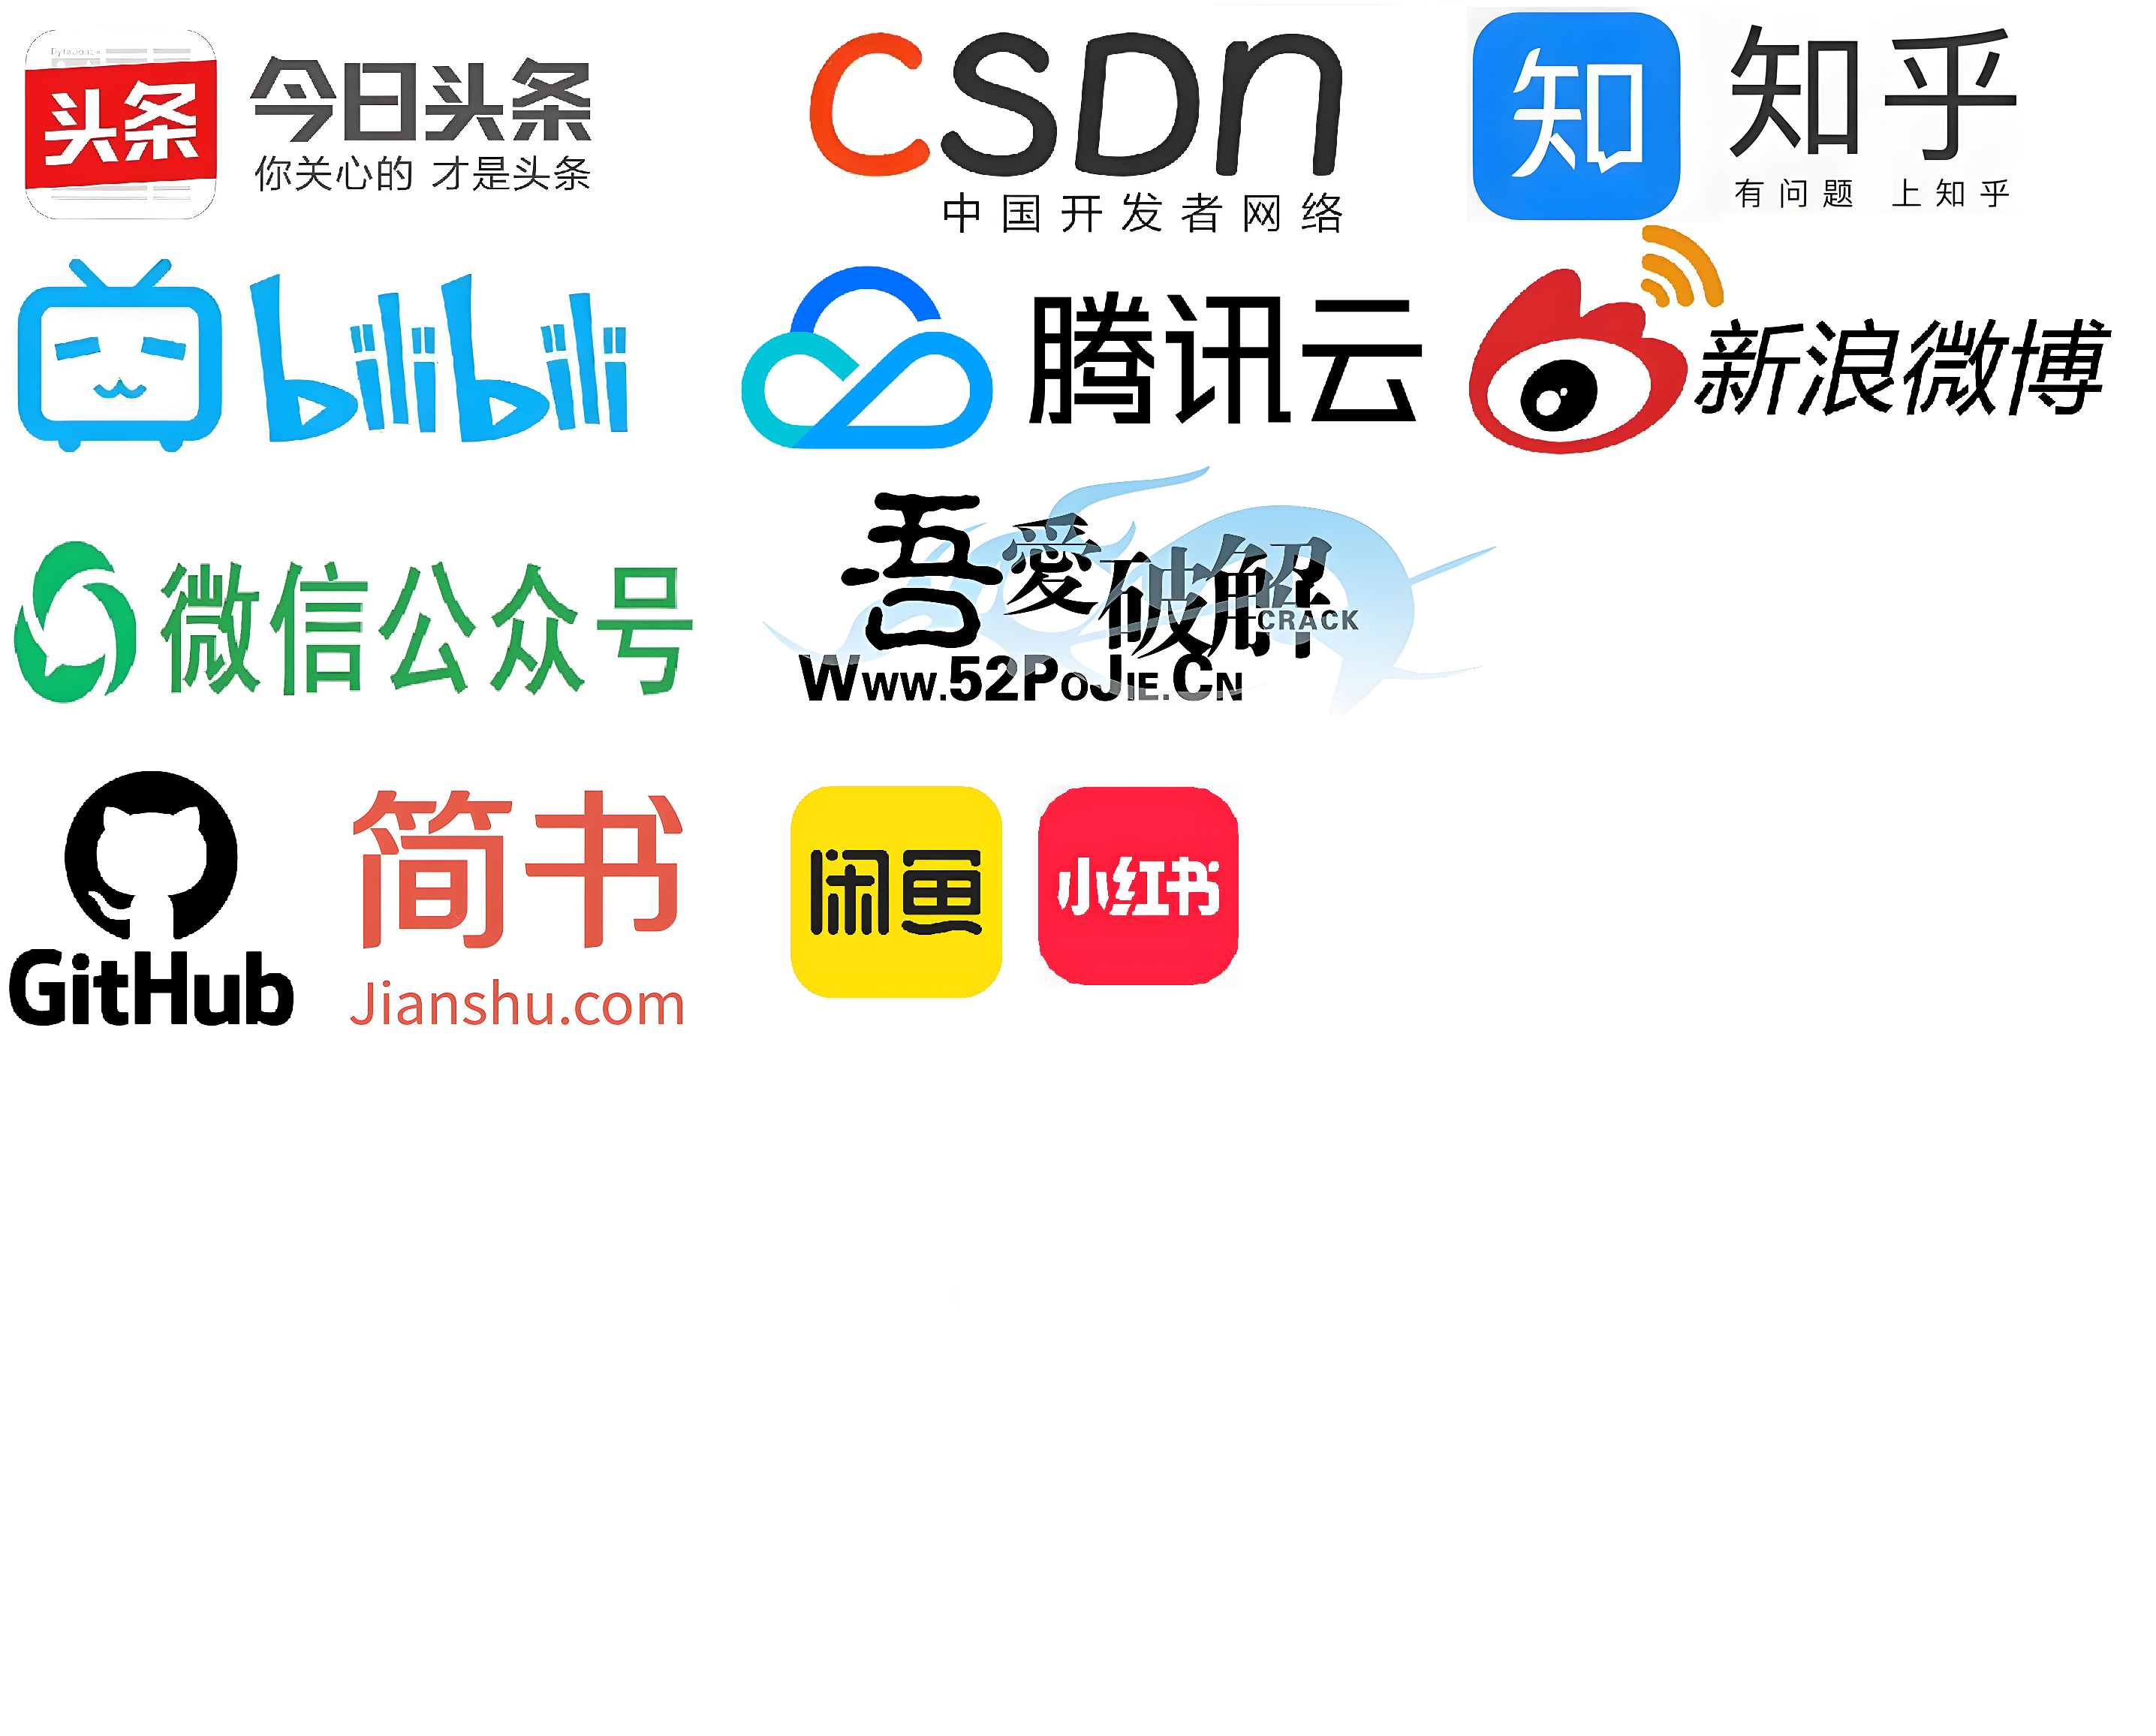 ByteDance
头条
今日头条
你关心的 才是头条
CSDN
中国开发者网络
知
知乎
有问题 上知乎
bilibili
腾讯云
新浪微博
微信公众号
吾愛破解
CRACK
WWW.52POJIE.CN
GitHub
简书
Jianshu.com
闲鱼
小红书